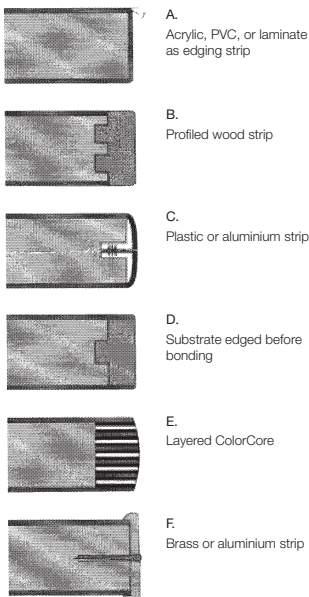 A.
Acrylic, PVC, or laminate
as edging strip
B.
Profiled wood strip
C.
Plastic or aluminium strip
D.
Substrate edged before
bonding
E.
Layered ColorCore
F.
Brass or aluminium strip